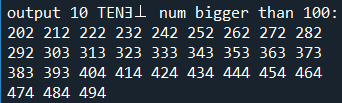 output 10 TENƎ⊥ num bigger than 100:
202 212 222 232 242 252 262 272 282
292 303 313 323 333 343 353 363 373
383 393 404 414 424 434 444 454 464
474 484 494